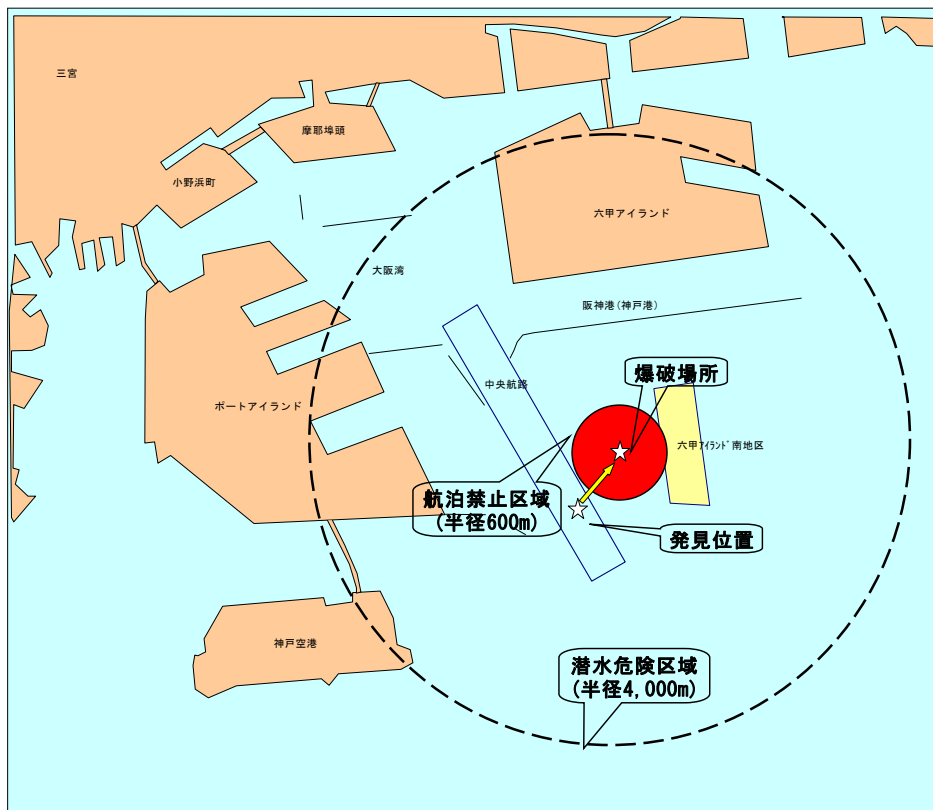 三宮
摩耶埠頭
小野浜町
六甲アイランド
大阪湾
阪神港(神戸港)
爆破場所
中央航路
ポートアイランド
六甲アイランド南地区
航泊禁止区域
(半径600m)
発見位置
神戸空港
潜水危険区域
(半径4,000m)